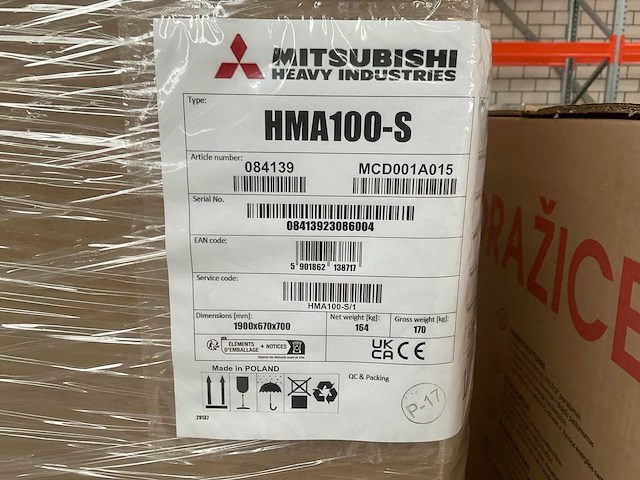 MITSUBISHI
HEAVY INDUSTRIES
Type:
HMA100-S
Article number:
084139
MCD001A015
Serial No.
08413923086004
EAN code:
5 901862 138717
Service code:
HMA100-S/1
Dimensions [mm]:
Net weight [kg]:
Gross weight [kg]:
1900x670x700
164
170
ÉLÉMENTS
D'EMBALLAGE
+ NOTICES
UK
CA CE
Made in POLAND
QC & Packing
P-17
RAŽICE